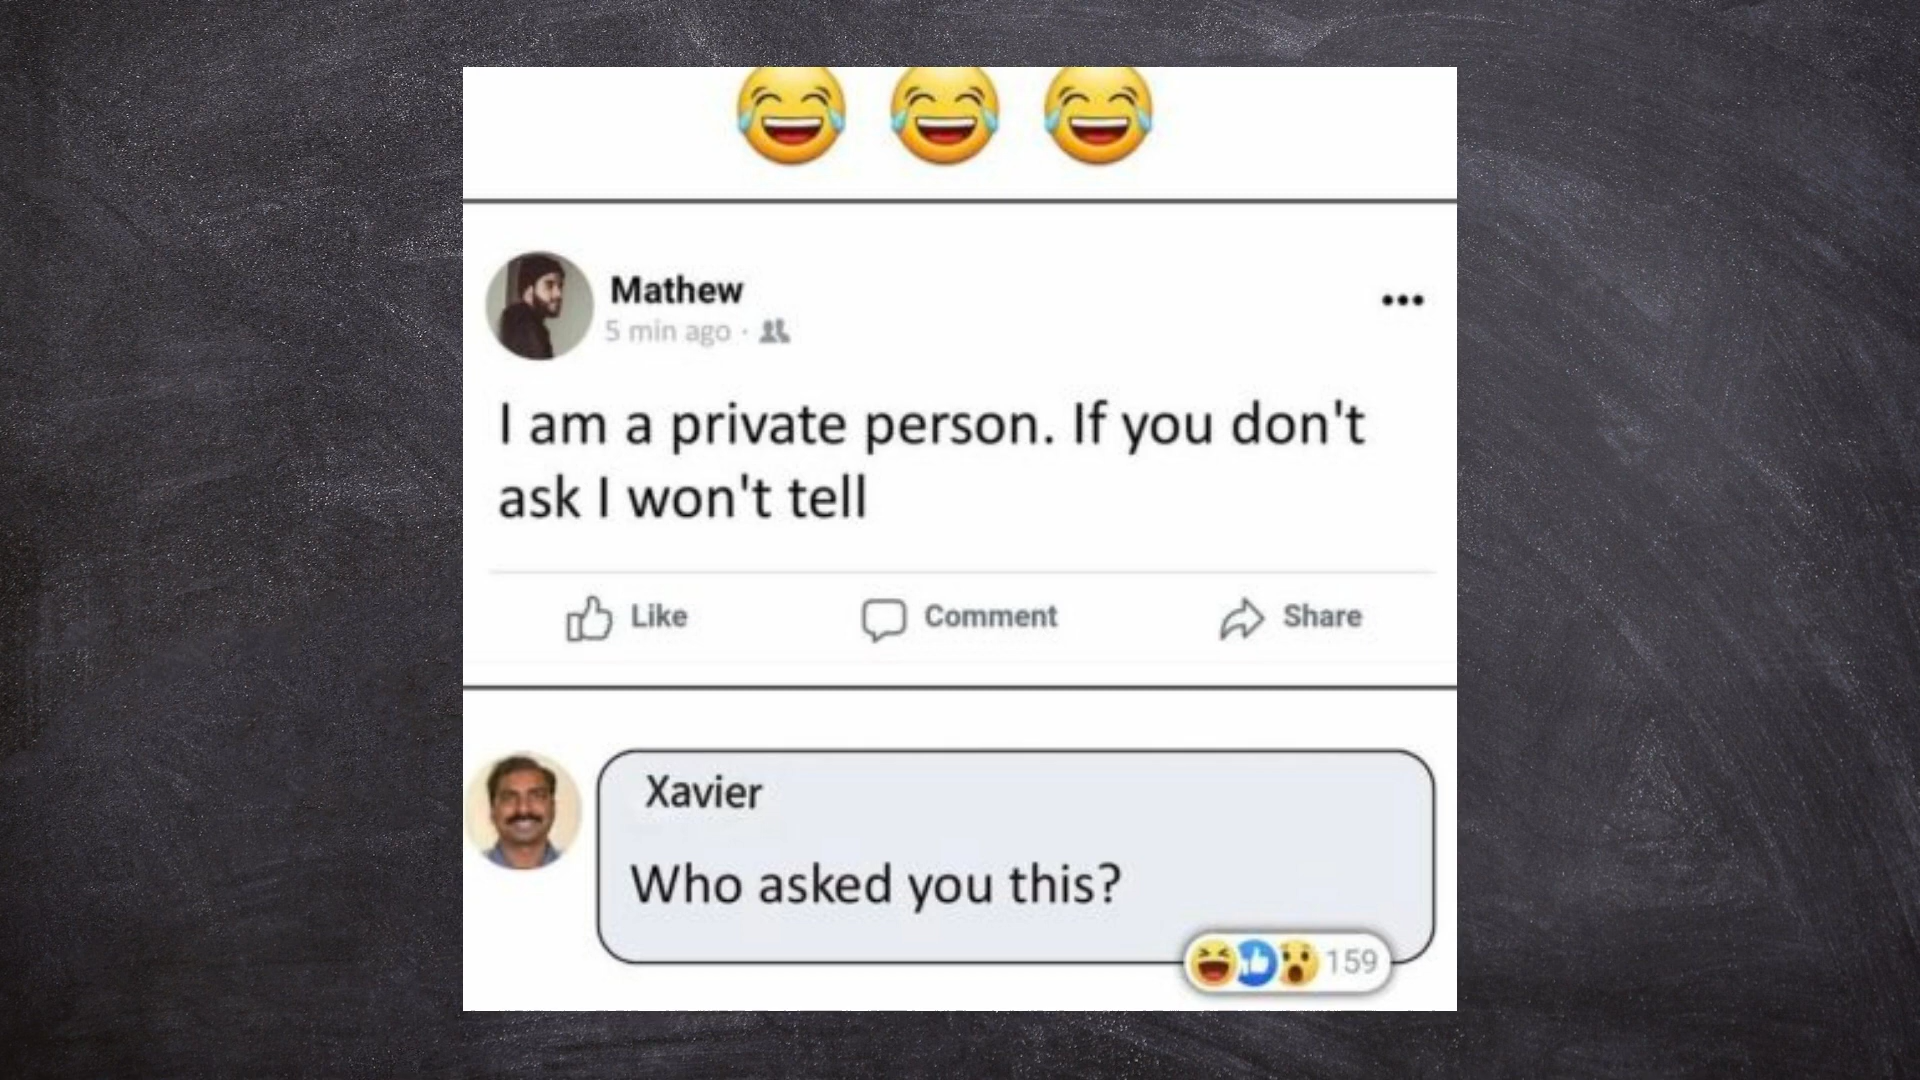 Mathew
5 min ago ·
I am a private person. If you don't
ask I won't tell
Like Comment Share
Xavier
Who asked you this?
159